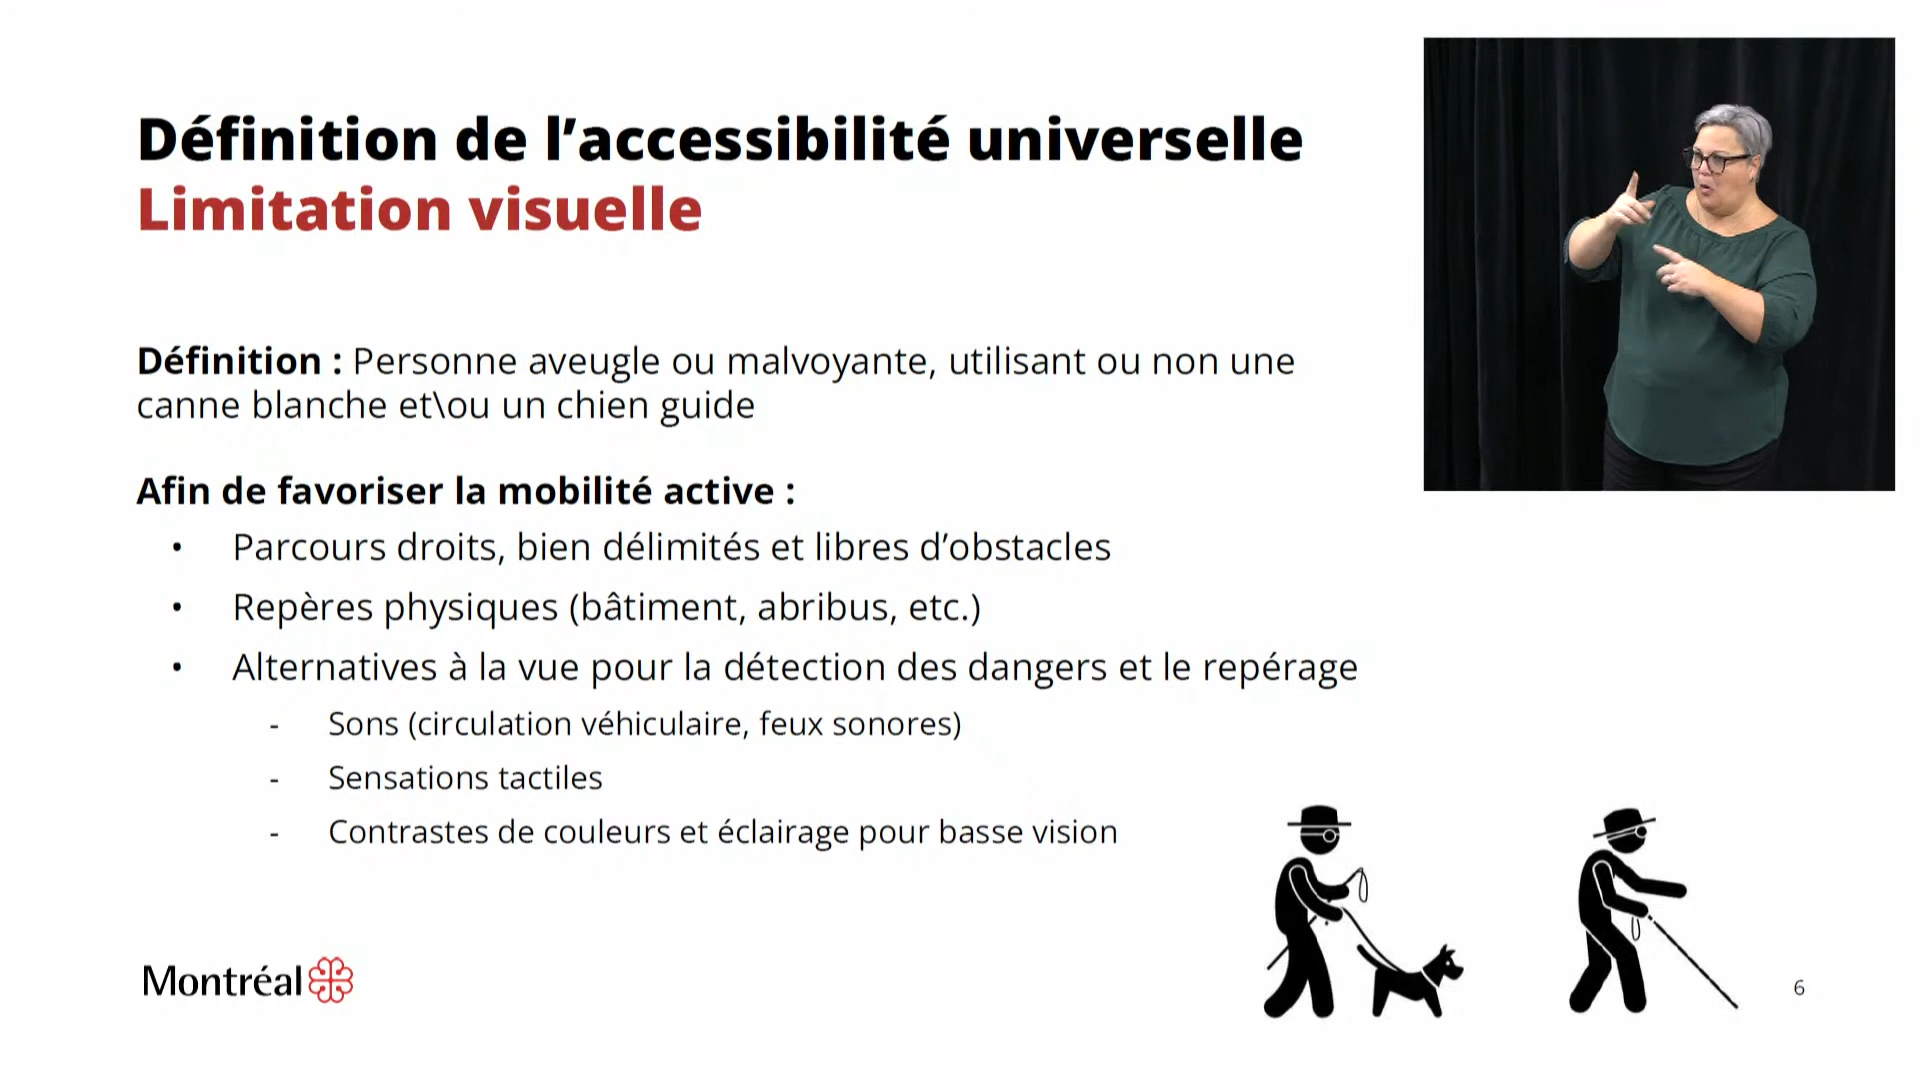 Définition de l’accessibilité universelle
Limitation visuelle
Définition : Personne aveugle ou malvoyante, utilisant ou non une
canne blanche et\ou un chien guide
Afin de favoriser la mobilité active :
• Parcours droits, bien délimités et libres d’obstacles
• Repères physiques (bâtiment, abribus, etc.)
• Alternatives à la vue pour la détection des dangers et le repérage
- Sons (circulation véhiculaire, feux sonores)
- Sensations tactiles
- Contrastes de couleurs et éclairage pour basse vision
Montréal
6